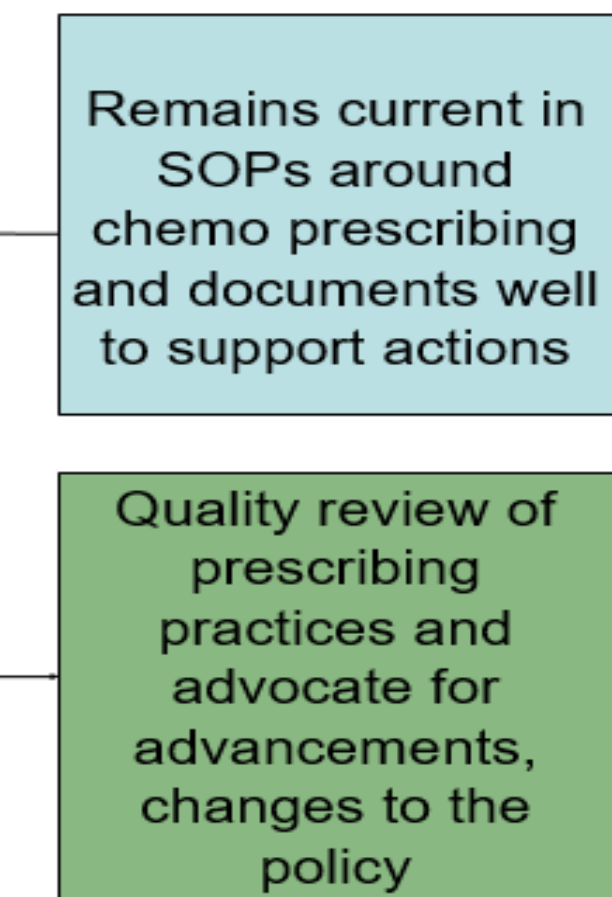 Remains current in
SOPs around
chemo prescribing
and documents well
to support actions
Quality review of
prescribing
practices and
advocate for
advancements,
changes to the
policy